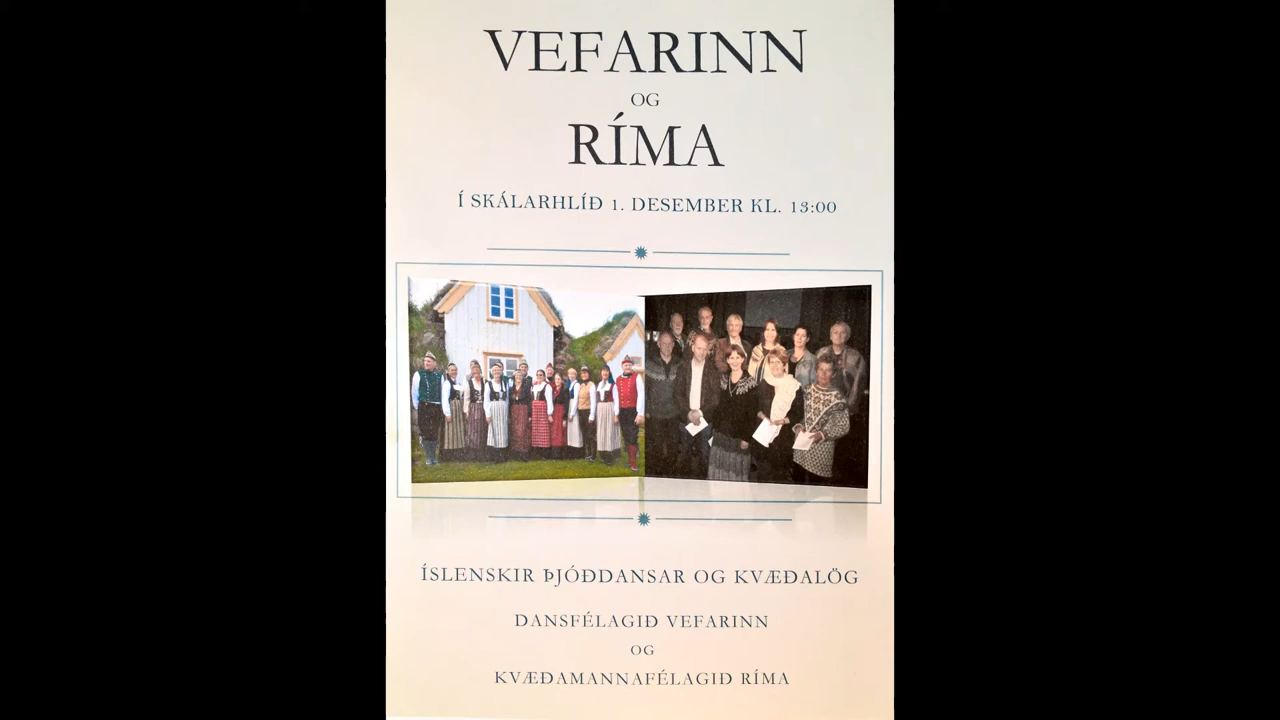 VEFARINN
OG
RÍMA
Í SKÁLARHLÍÐ 1. DESEMBER KL. 13:00
ÍSLENSKIR ÞJÓÐDANSAR OG KVÆÐALÖG
DANSFÉLAGIÐ VEFARINN
OG
KVÆÐAMANNAFÉLAGIÐ RÍMA